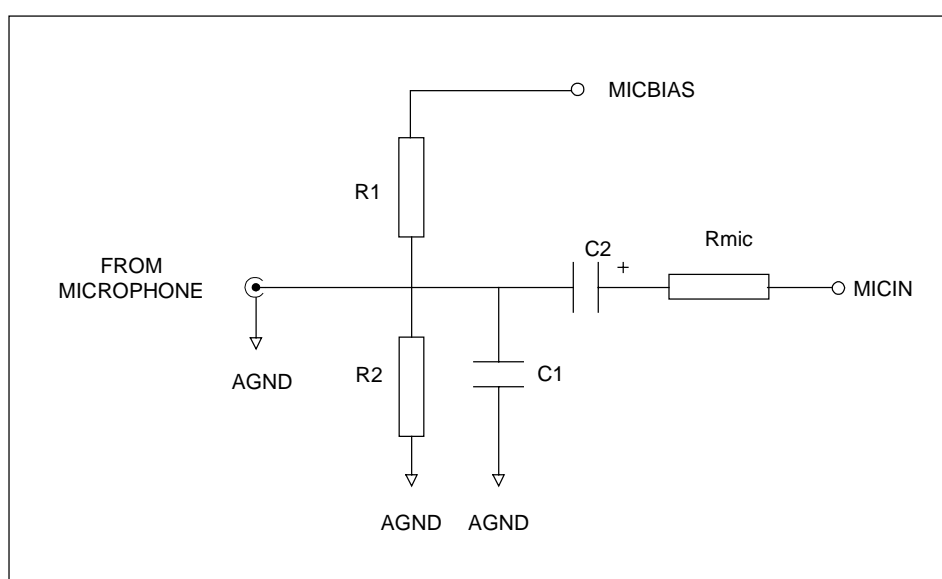 MICBIAS
R1
Rmic
C2
+
FROM
MICROPHONE
MICIN
AGND
R2
C1
AGND
AGND